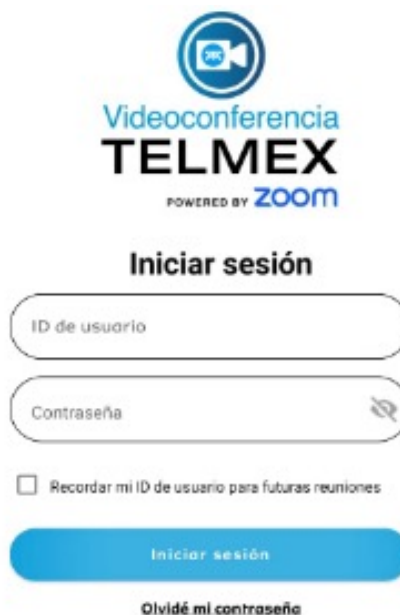 Videoconferencia
TELMEX
POWERED BY zoom
Iniciar sesión
ID de usuario
Contraseña
Recordar mi ID de usuario para futuras reuniones
Iniciar sesión
Olvidé mi contraseña